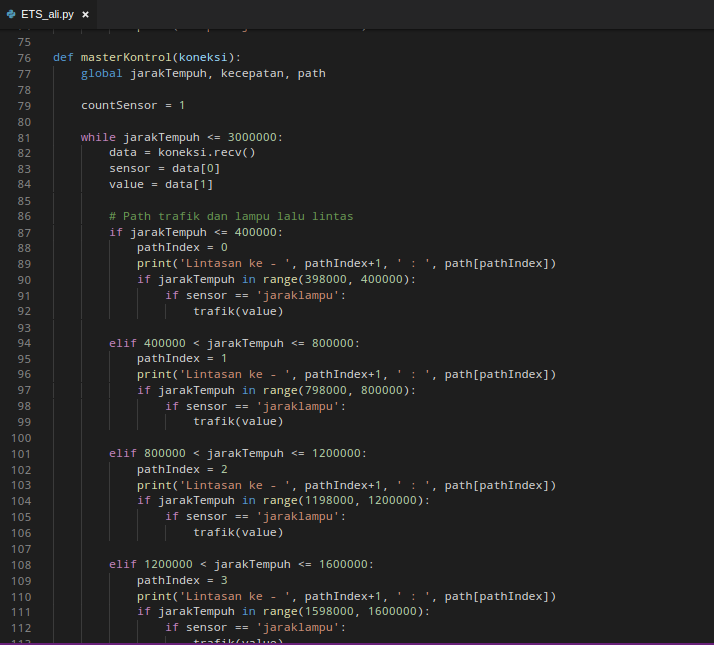 ETS_ali.py ×
75
76 def masterKontrol(koneksi):
77     global jarakTempuh, kecepatan, path
78
79     countSensor = 1
80
81     while jarakTempuh <= 3000000:
82         data = koneksi.recv()
83         sensor = data[0]
84         value = data[1]
85
86         # Path trafik dan lampu lalu lintas
87         if jarakTempuh <= 400000:
88             pathIndex = 0
89             print('Lintasan ke - ', pathIndex+1, ' : ', path[pathIndex])
90             if jarakTempuh in range(398000, 400000):
91                 if sensor == 'jaraklampu':
92                     trafik(value)
93
94         elif 400000 < jarakTempuh <= 800000:
95             pathIndex = 1
96             print('Lintasan ke - ', pathIndex+1, ' : ', path[pathIndex])
97             if jarakTempuh in range(798000, 800000):
98                 if sensor == 'jaraklampu':
99                     trafik(value)
100
101         elif 800000 < jarakTempuh <= 1200000:
102             pathIndex = 2
103             print('Lintasan ke - ', pathIndex+1, ' : ', path[pathIndex])
104             if jarakTempuh in range(1198000, 1200000):
105                 if sensor == 'jaraklampu':
106                     trafik(value)
107
108         elif 1200000 < jarakTempuh <= 1600000:
109             pathIndex = 3
110             print('Lintasan ke - ', pathIndex+1, ' : ', path[pathIndex])
111             if jarakTempuh in range(1598000, 1600000):
112                 if sensor == 'jaraklampu':
113                     trafik(value)